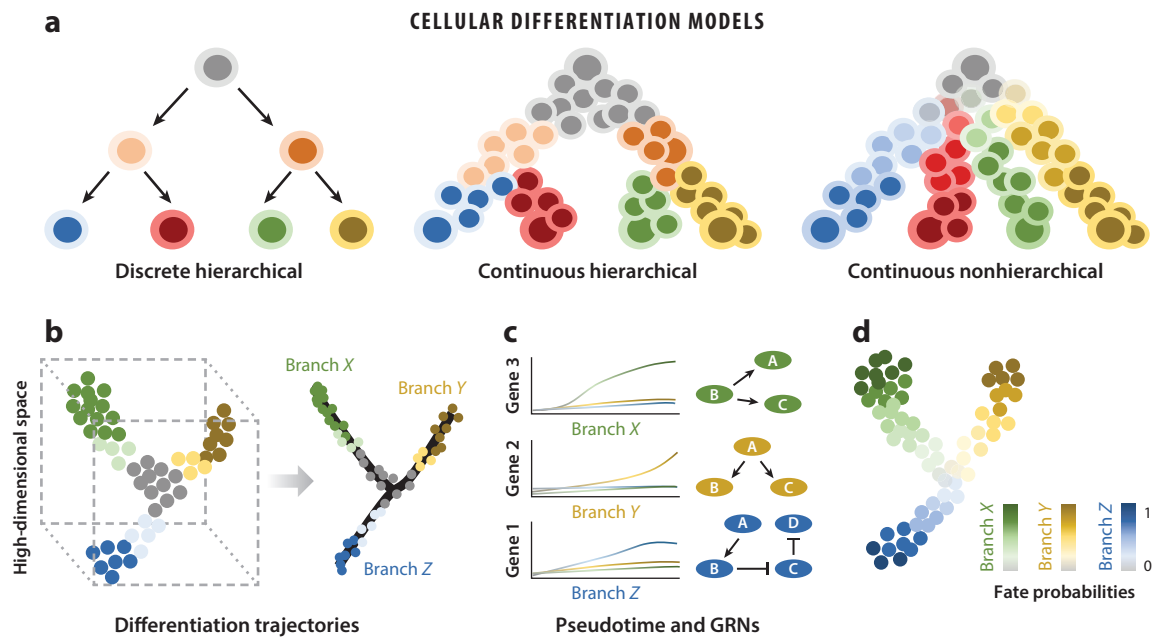 CELLULAR DIFFERENTIATION MODELS
a
Discrete hierarchical
Continuous hierarchical
Continuous nonhierarchical
b
High-dimensional space
Branch X
Branch Y
Branch Z
Differentiation trajectories
c
Gene 3
Branch X
B
A
C
Gene 2
Branch Y
A
B
C
Gene 1
Branch Z
A
D
B
C
Pseudotime and GRNs
d
Branch X
Branch Y
Branch Z
1
0
Fate probabilities